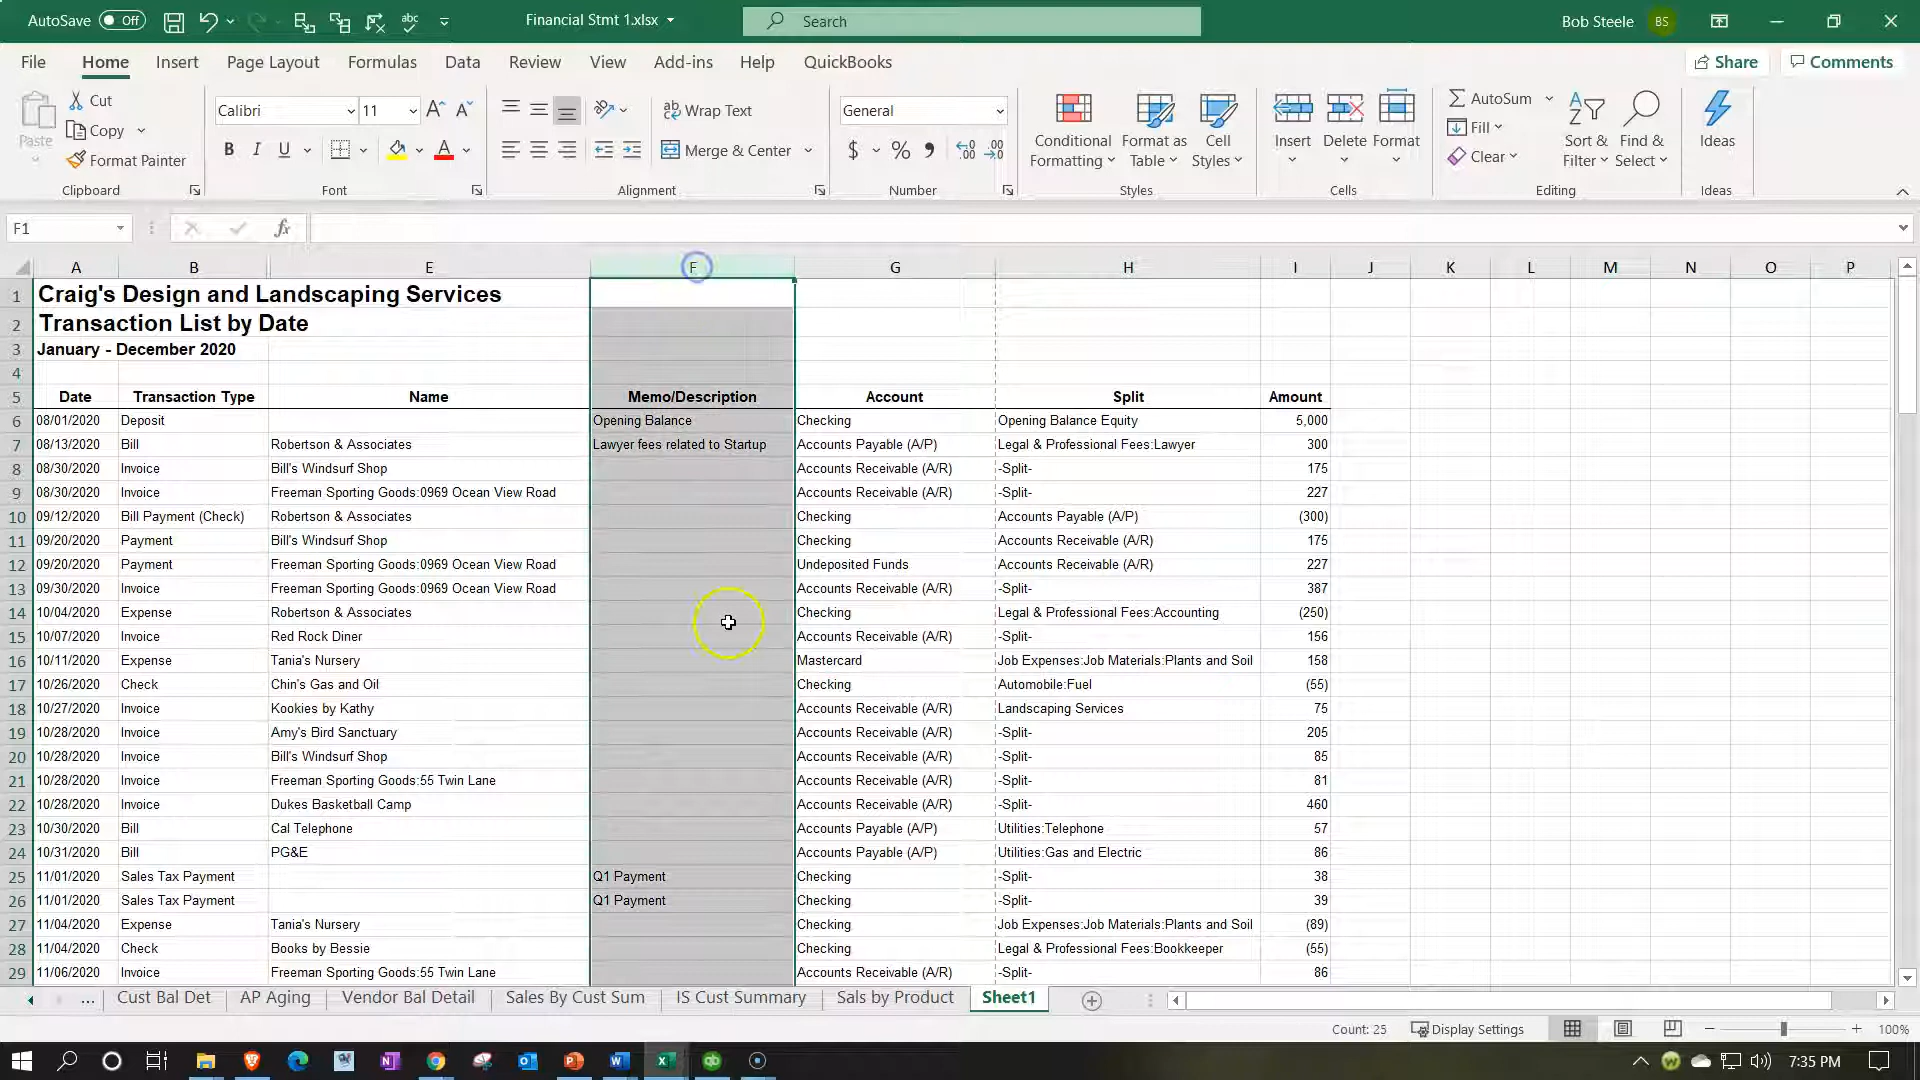 AutoSave Off
Financial Stmt 1.xlsx
Search
Bob Steele
BS
File Home Insert Page Layout Formulas Data Review View Add-ins Help QuickBooks
Share Comments
Paste
Cut
Copy
Format Painter
Clipboard
Calibri 11
B I U A
Font
Wrap Text
Merge & Center
Alignment
General
$ % 9
Number
Conditional Formatting
Format as Table
Cell Styles
Styles
Insert Delete Format
Cells
AutoSum
Fill
Clear
Sort & Filter
Find & Select
Editing
Ideas
Ideas
F1
fx
A B E F G H I J K L M N O P
1 Craig's Design and Landscaping Services
2 Transaction List by Date
3 January - December 2020
4
5 Date Transaction Type Name Memo/Description Account Split Amount
6 08/01/2020 Deposit Opening Balance Checking Opening Balance Equity 5,000
7 08/13/2020 Bill Robertson & Associates Lawyer fees related to Startup Accounts Payable (A/P) Legal & Professional Fees:Lawyer 300
8 08/30/2020 Invoice Bill's Windsurf Shop Accounts Receivable (A/R) -Split- 175
9 08/30/2020 Invoice Freeman Sporting Goods:0969 Ocean View Road Accounts Receivable (A/R) -Split- 227
10 09/12/2020 Bill Payment (Check) Robertson & Associates Checking Accounts Payable (A/P) (300)
11 09/20/2020 Payment Bill's Windsurf Shop Checking Accounts Receivable (A/R) 175
12 09/20/2020 Payment Freeman Sporting Goods:0969 Ocean View Road Undeposited Funds Accounts Receivable (A/R) 227
13 09/30/2020 Invoice Freeman Sporting Goods:0969 Ocean View Road Accounts Receivable (A/R) -Split- 387
14 10/04/2020 Expense Robertson & Associates Checking Legal & Professional Fees:Accounting (250)
15 10/07/2020 Invoice Red Rock Diner Accounts Receivable (A/R) -Split- 156
16 10/11/2020 Expense Tania's Nursery Mastercard Job Expenses:Job Materials:Plants and Soil 158
17 10/26/2020 Check Chin's Gas and Oil Checking Automobile:Fuel (55)
18 10/27/2020 Invoice Kookies by Kathy Accounts Receivable (A/R) Landscaping Services 75
19 10/28/2020 Invoice Amy's Bird Sanctuary Accounts Receivable (A/R) -Split- 205
20 10/28/2020 Invoice Bill's Windsurf Shop Accounts Receivable (A/R) -Split- 85
21 10/28/2020 Invoice Freeman Sporting Goods:55 Twin Lane Accounts Receivable (A/R) -Split- 81
22 10/28/2020 Invoice Dukes Basketball Camp Accounts Receivable (A/R) -Split- 460
23 10/30/2020 Bill Cal Telephone Accounts Payable (A/P) Utilities:Telephone 57
24 10/31/2020 Bill PG&E Accounts Payable (A/P) Utilities:Gas and Electric 86
25 11/01/2020 Sales Tax Payment Q1 Payment Checking -Split- 38
26 11/01/2020 Sales Tax Payment Q1 Payment Checking -Split- 39
27 11/04/2020 Expense Tania's Nursery Checking Job Expenses:Job Materials:Plants and Soil (89)
28 11/04/2020 Check Books by Bessie Checking Legal & Professional Fees:Bookkeeper (55)
29 11/06/2020 Invoice Freeman Sporting Goods:55 Twin Lane Accounts Receivable (A/R) -Split- 86
... Cust Bal Det AP Aging Vendor Bal Detail Sales By Cust Sum IS Cust Summary Sals by Product Sheet1
Count: 25 Display Settings 100%
7:35 PM